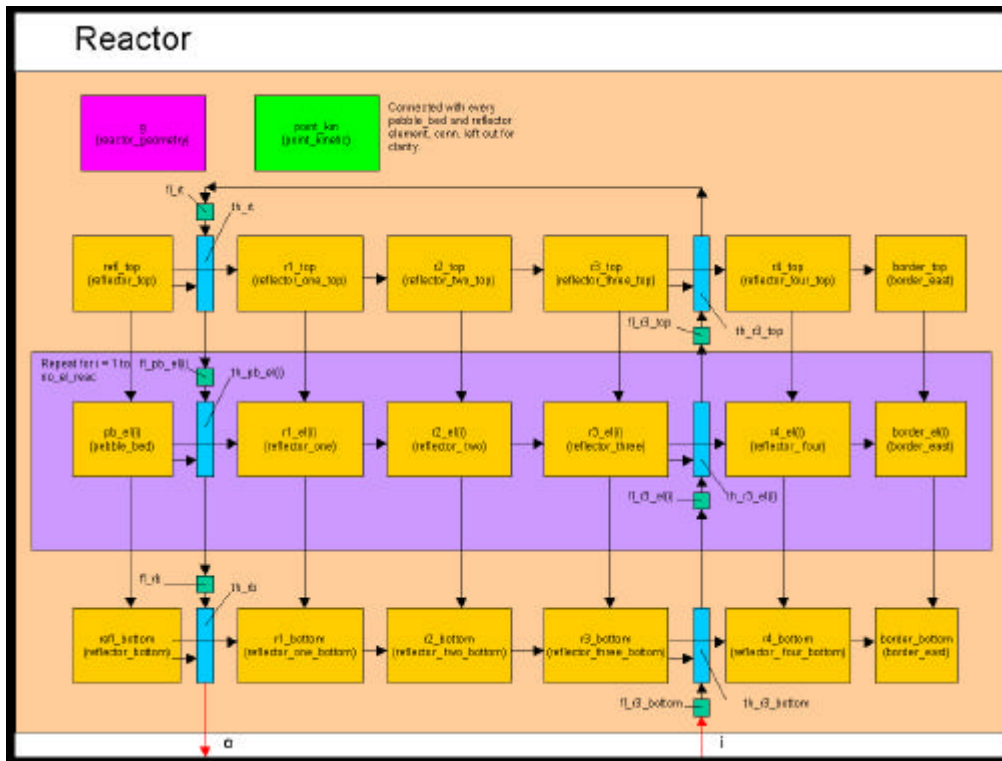 Reactor
g
(reactor_geometry)
point_kin
(point_kinetic)
Connected with every
pebble_bed and reflector
element, conn. left out for
clarity.
fl_rt
th_rt
refl_top
(reflector_top)
r1_top
(reflector_one_top)
r2_top
(reflector_two_top)
r3_top
(reflector_three_top)
r4_top
(reflector_four_top)
border_top
(border_east)
fl_r3_top
th_r3_top
Repeat for i = 1 to
no_el_reac
fl_pb_el(i)
th_pb_el(i)
pb_el(i)
(pebble_bed)
r1_el(i)
(reflector_one)
r2_el(i)
(reflector_two)
r3_el(i)
(reflector_three)
r4_el(i)
(reflector_four)
border_el(i)
(border_east)
fl_r3_el(i)
th_r3_el(i)
fl_rb
th_rb
refl_bottom
(reflector_bottom)
r1_bottom
(reflector_one_bottom)
r2_bottom
(reflector_two_bottom)
r3_bottom
(reflector_three_bottom)
r4_bottom
(reflector_four_bottom)
border_bottom
(border_east)
fl_r3_bottom
th_r3_bottom
o
i